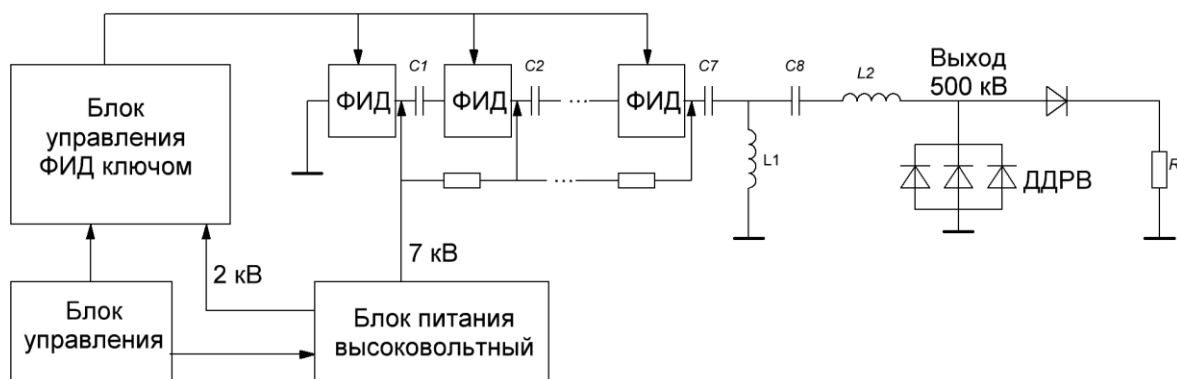 Блок
управления
ФИД ключом
ФИД
C1
ФИД
C2
...
ФИД
C7
C8
L2
Выход
500 кВ
L1
...
ДДРВ
R
2 кВ
7 кВ
Блок
управления
Блок питания
высоковольтный